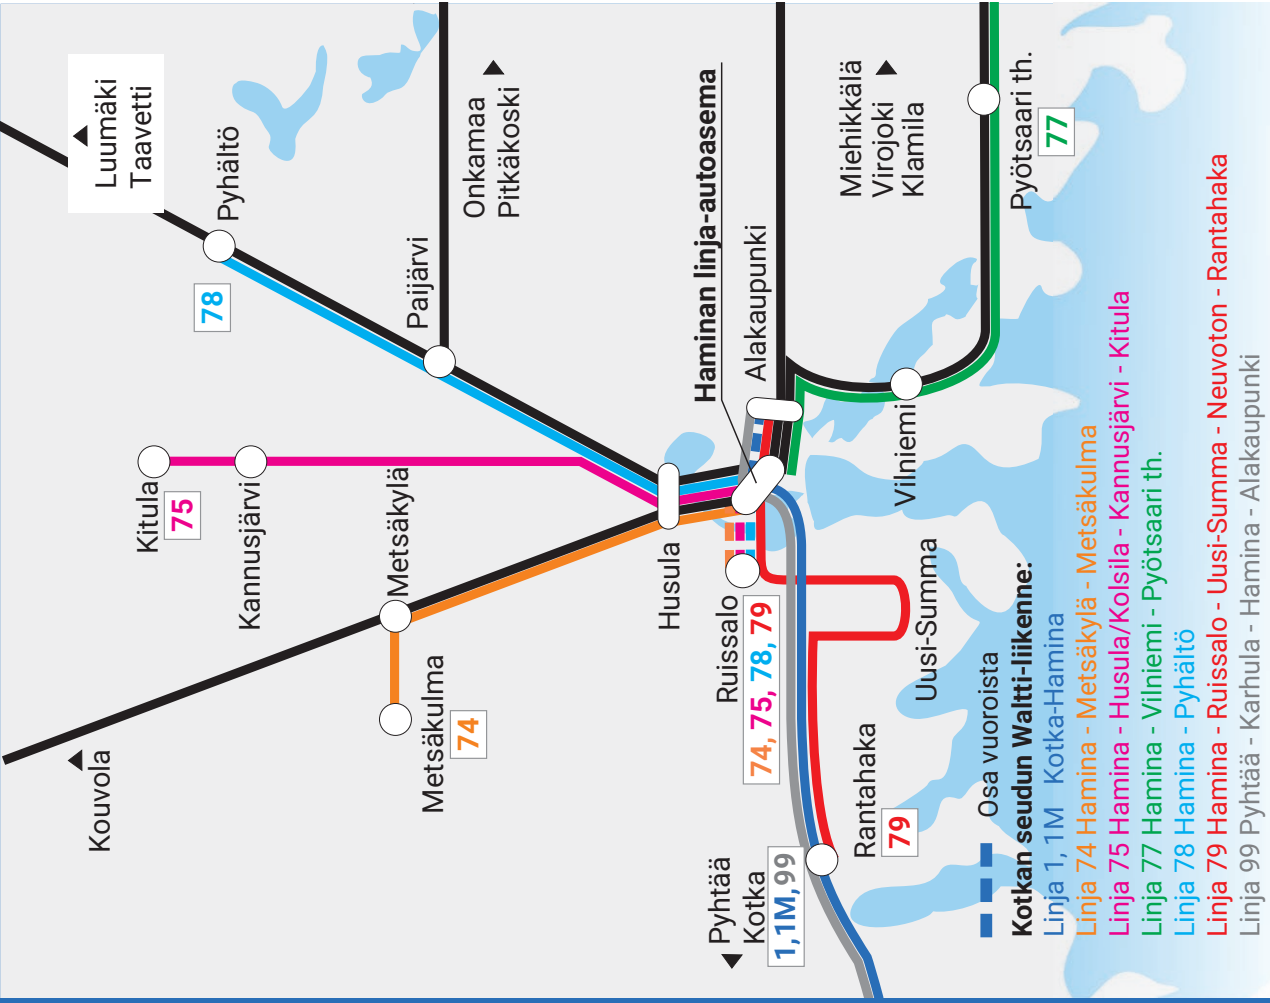 Kouvola
Metsäkulma
74
Metsäkylä
Kitula
75
Kannusjärvi
Luumäki
Taavetti
Pyhältö
78
Paijärvi
Onkamaa
Pitkäkoski
Husula
Haminan linja-autoasema
Alakaupunki
Ruissalo
74, 75, 78, 79
Miehikkälä
Virojoki
Klamila
Pyötsaari th.
77
Vilniemi
Uusi-Summa
Rantahaka
79
Pyhtää
Kotka
1,1M,99
Osa vuoroista
Kotkan seudun Waltti-liikenne:
Linja 1, 1M Kotka-Hamina
Linja 74 Hamina - Metsäkylä - Metsäkulma
Linja 75 Hamina - Husula/Kolsila - Kannusjärvi - Kitula
Linja 77 Hamina - Vilniemi - Pyötsaari th.
Linja 78 Hamina - Pyhältö
Linja 79 Hamina - Ruissalo - Uusi-Summa - Neuvoton - Rantahaka
Linja 99 Pyhtää - Karhula - Hamina - Alakaupunki